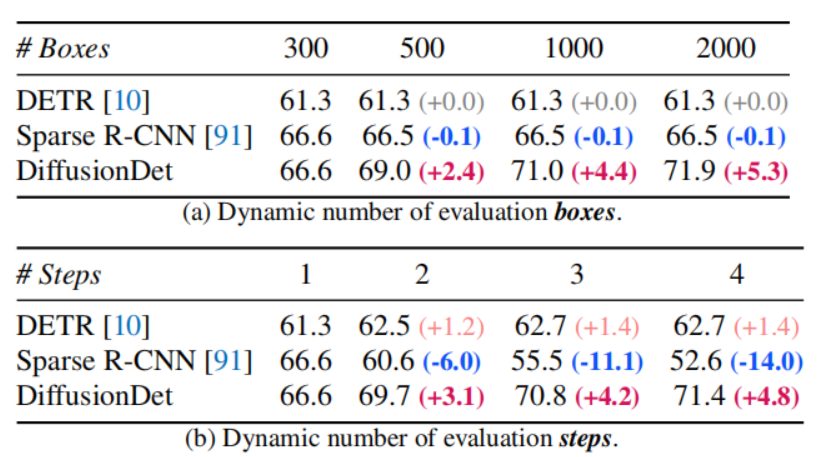 # Boxes 300 500 1000 2000
DETR [10] 61.3 61.3 (+0.0) 61.3 (+0.0) 61.3 (+0.0)
Sparse R-CNN [91] 66.6 66.5 (-0.1) 66.5 (-0.1) 66.5 (-0.1)
DiffusionDet 66.6 69.0 (+2.4) 71.0 (+4.4) 71.9 (+5.3)
(a) Dynamic number of evaluation boxes.
# Steps 1 2 3 4
DETR [10] 61.3 62.5 (+1.2) 62.7 (+1.4) 62.7 (+1.4)
Sparse R-CNN [91] 66.6 60.6 (-6.0) 55.5 (-11.1) 52.6 (-14.0)
DiffusionDet 66.6 69.7 (+3.1) 70.8 (+4.2) 71.4 (+4.8)
(b) Dynamic number of evaluation steps.